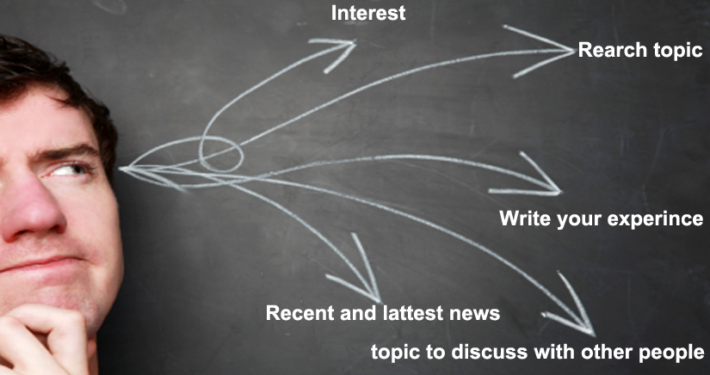 Interest
Rearch topic
Write your experince
Recent and lattest news
topic to discuss with other people